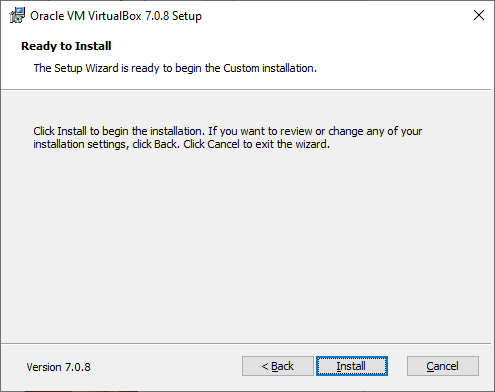 Oracle VM VirtualBox 7.0.8 Setup
Ready to Install
The Setup Wizard is ready to begin the Custom installation.
Click Install to begin the installation. If you want to review or change any of your
installation settings, click Back. Click Cancel to exit the wizard.
Version 7.0.8
< Back
Install
Cancel